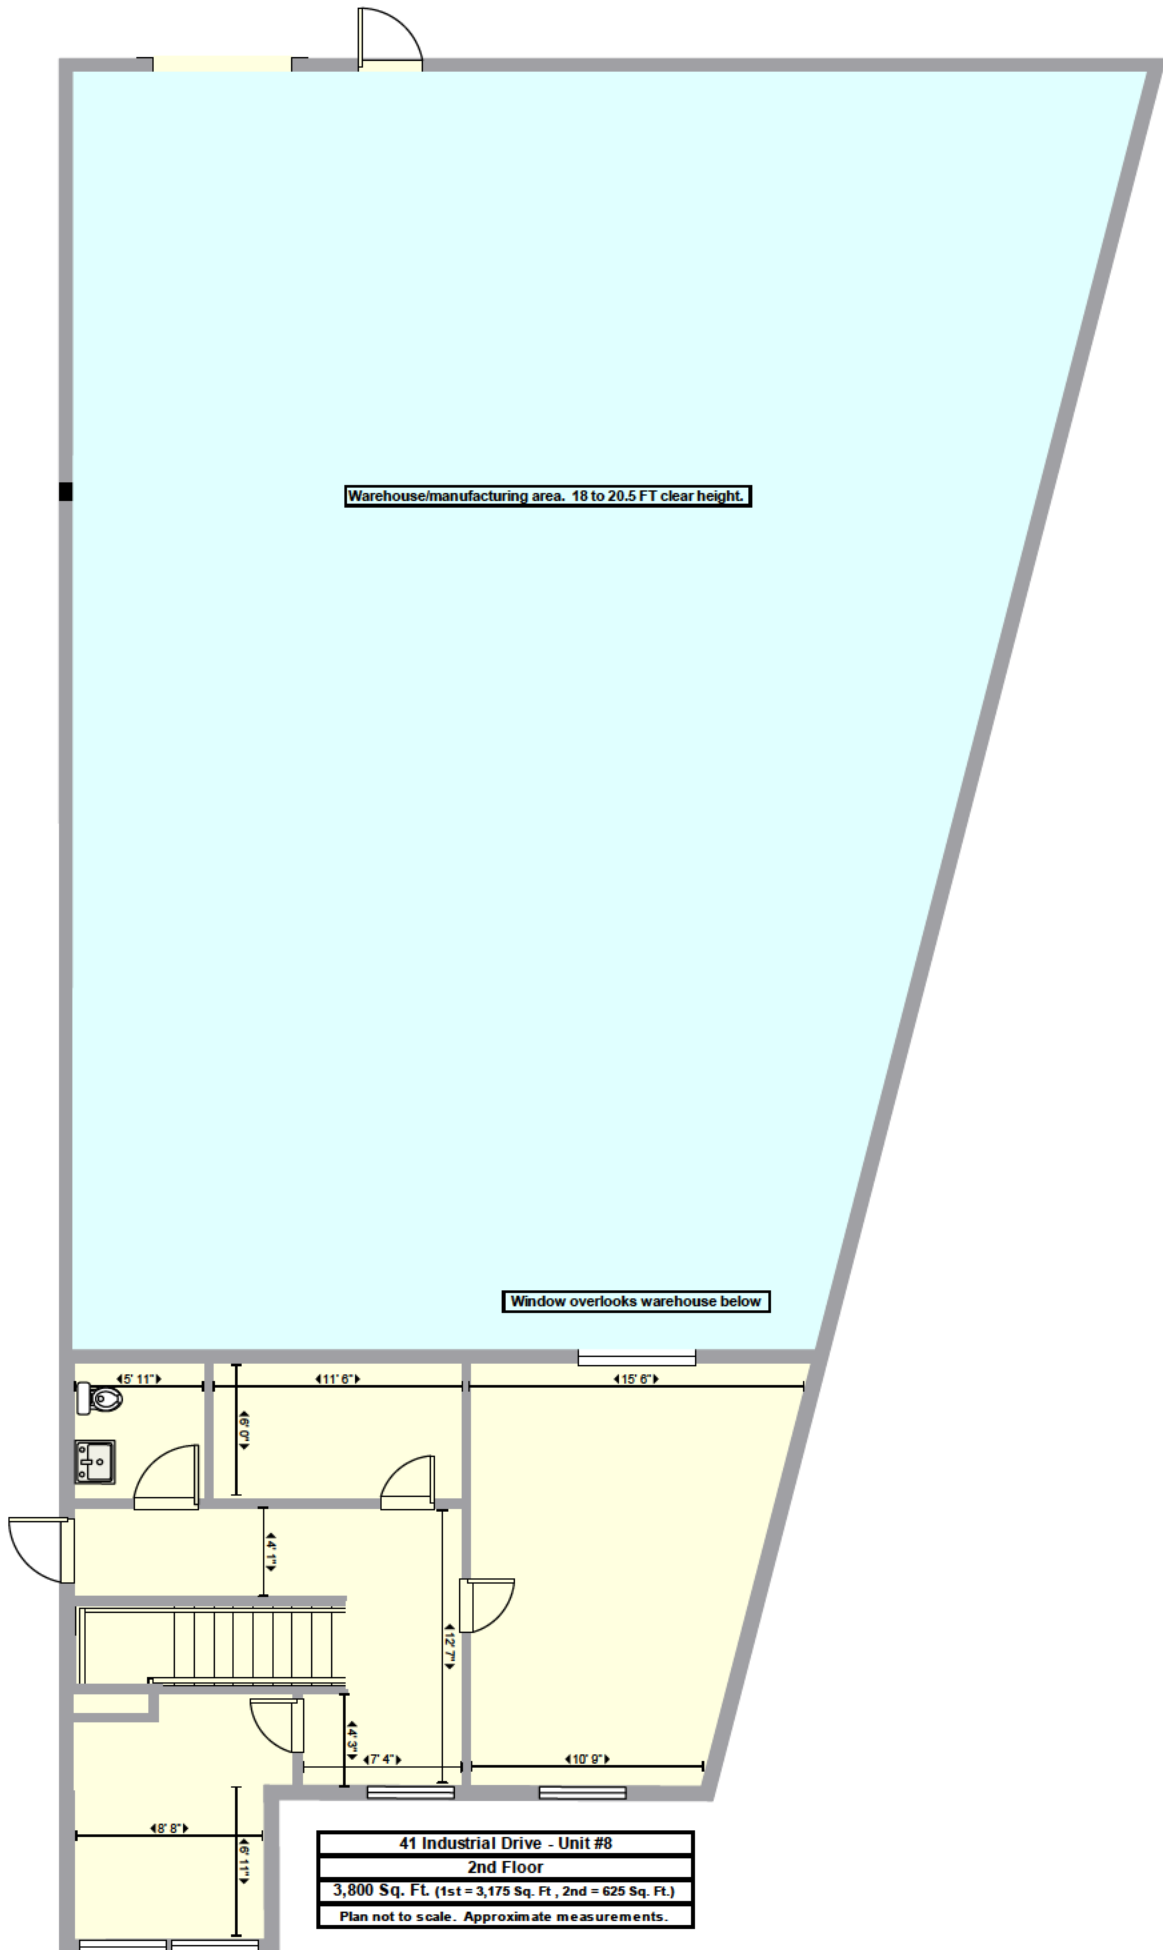 Warehouse/manufacturing area. 18 to 20.5 FT clear height.
Window overlooks warehouse below
5' 11"
11' 6"
15' 6"
6' 0"
4' 1"
12' 7"
4' 3"
7' 4"
10' 9"
8' 8"
6' 11"
41 Industrial Drive - Unit #8
2nd Floor
3,800 Sq. Ft. (1st = 3,175 Sq. Ft , 2nd = 625 Sq. Ft.)
Plan not to scale. Approximate measurements.